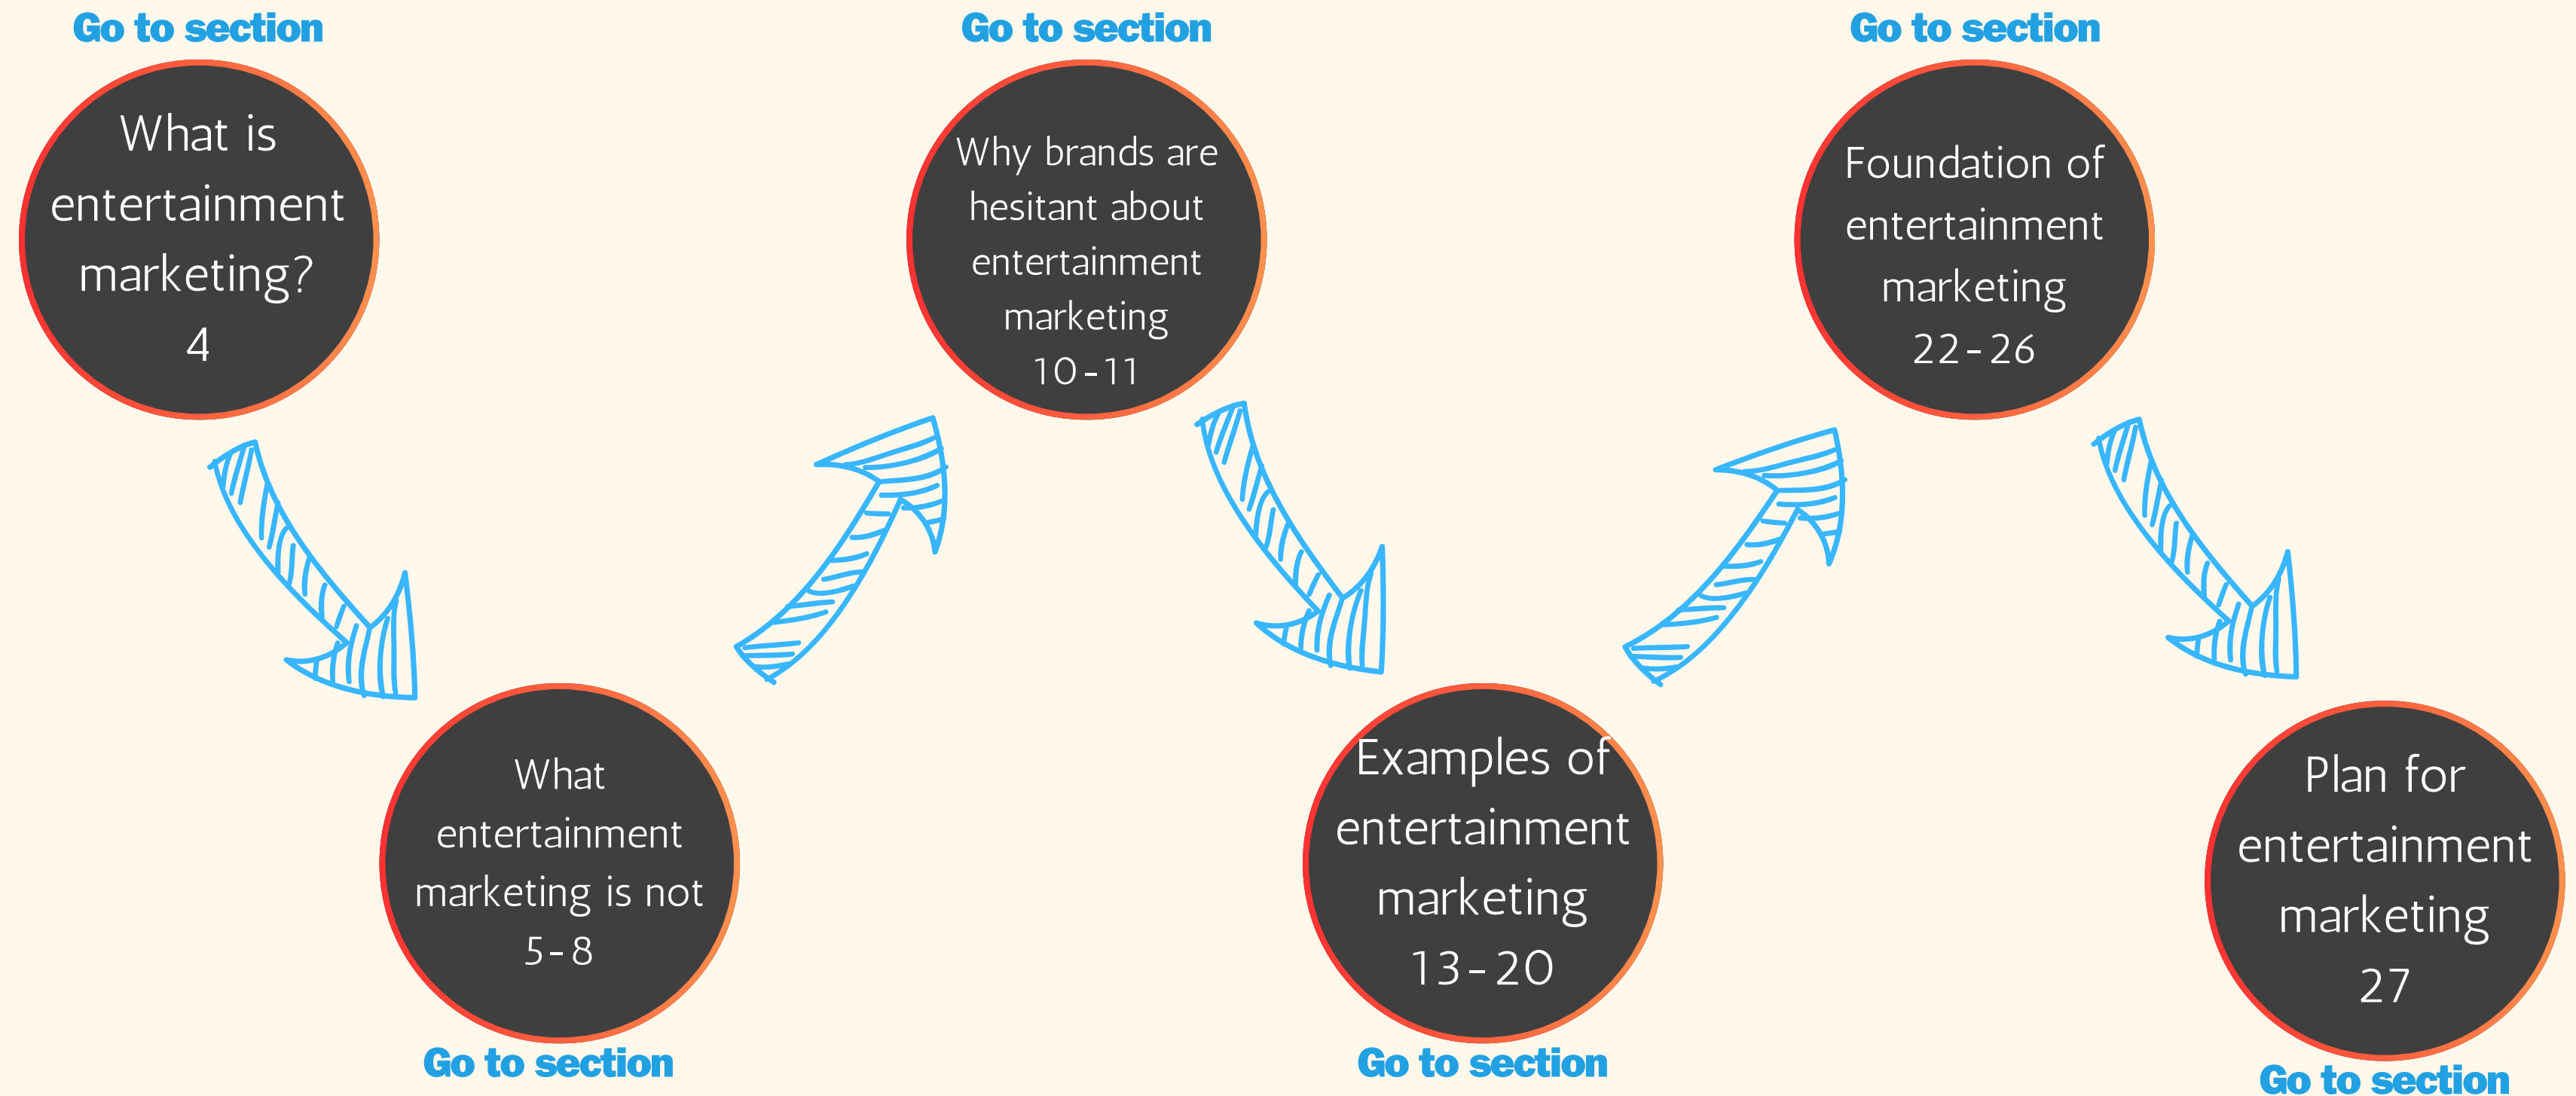 Go to section
What is
entertainment
marketing?
4
What
entertainment
marketing is not
5-8
Go to section
Go to section
Why brands are
hesitant about
entertainment
marketing
10-11
Examples of
entertainment
marketing
13-20
Go to section
Go to section
Foundation of
entertainment
marketing
22-26
Plan for
entertainment
marketing
27
Go to section